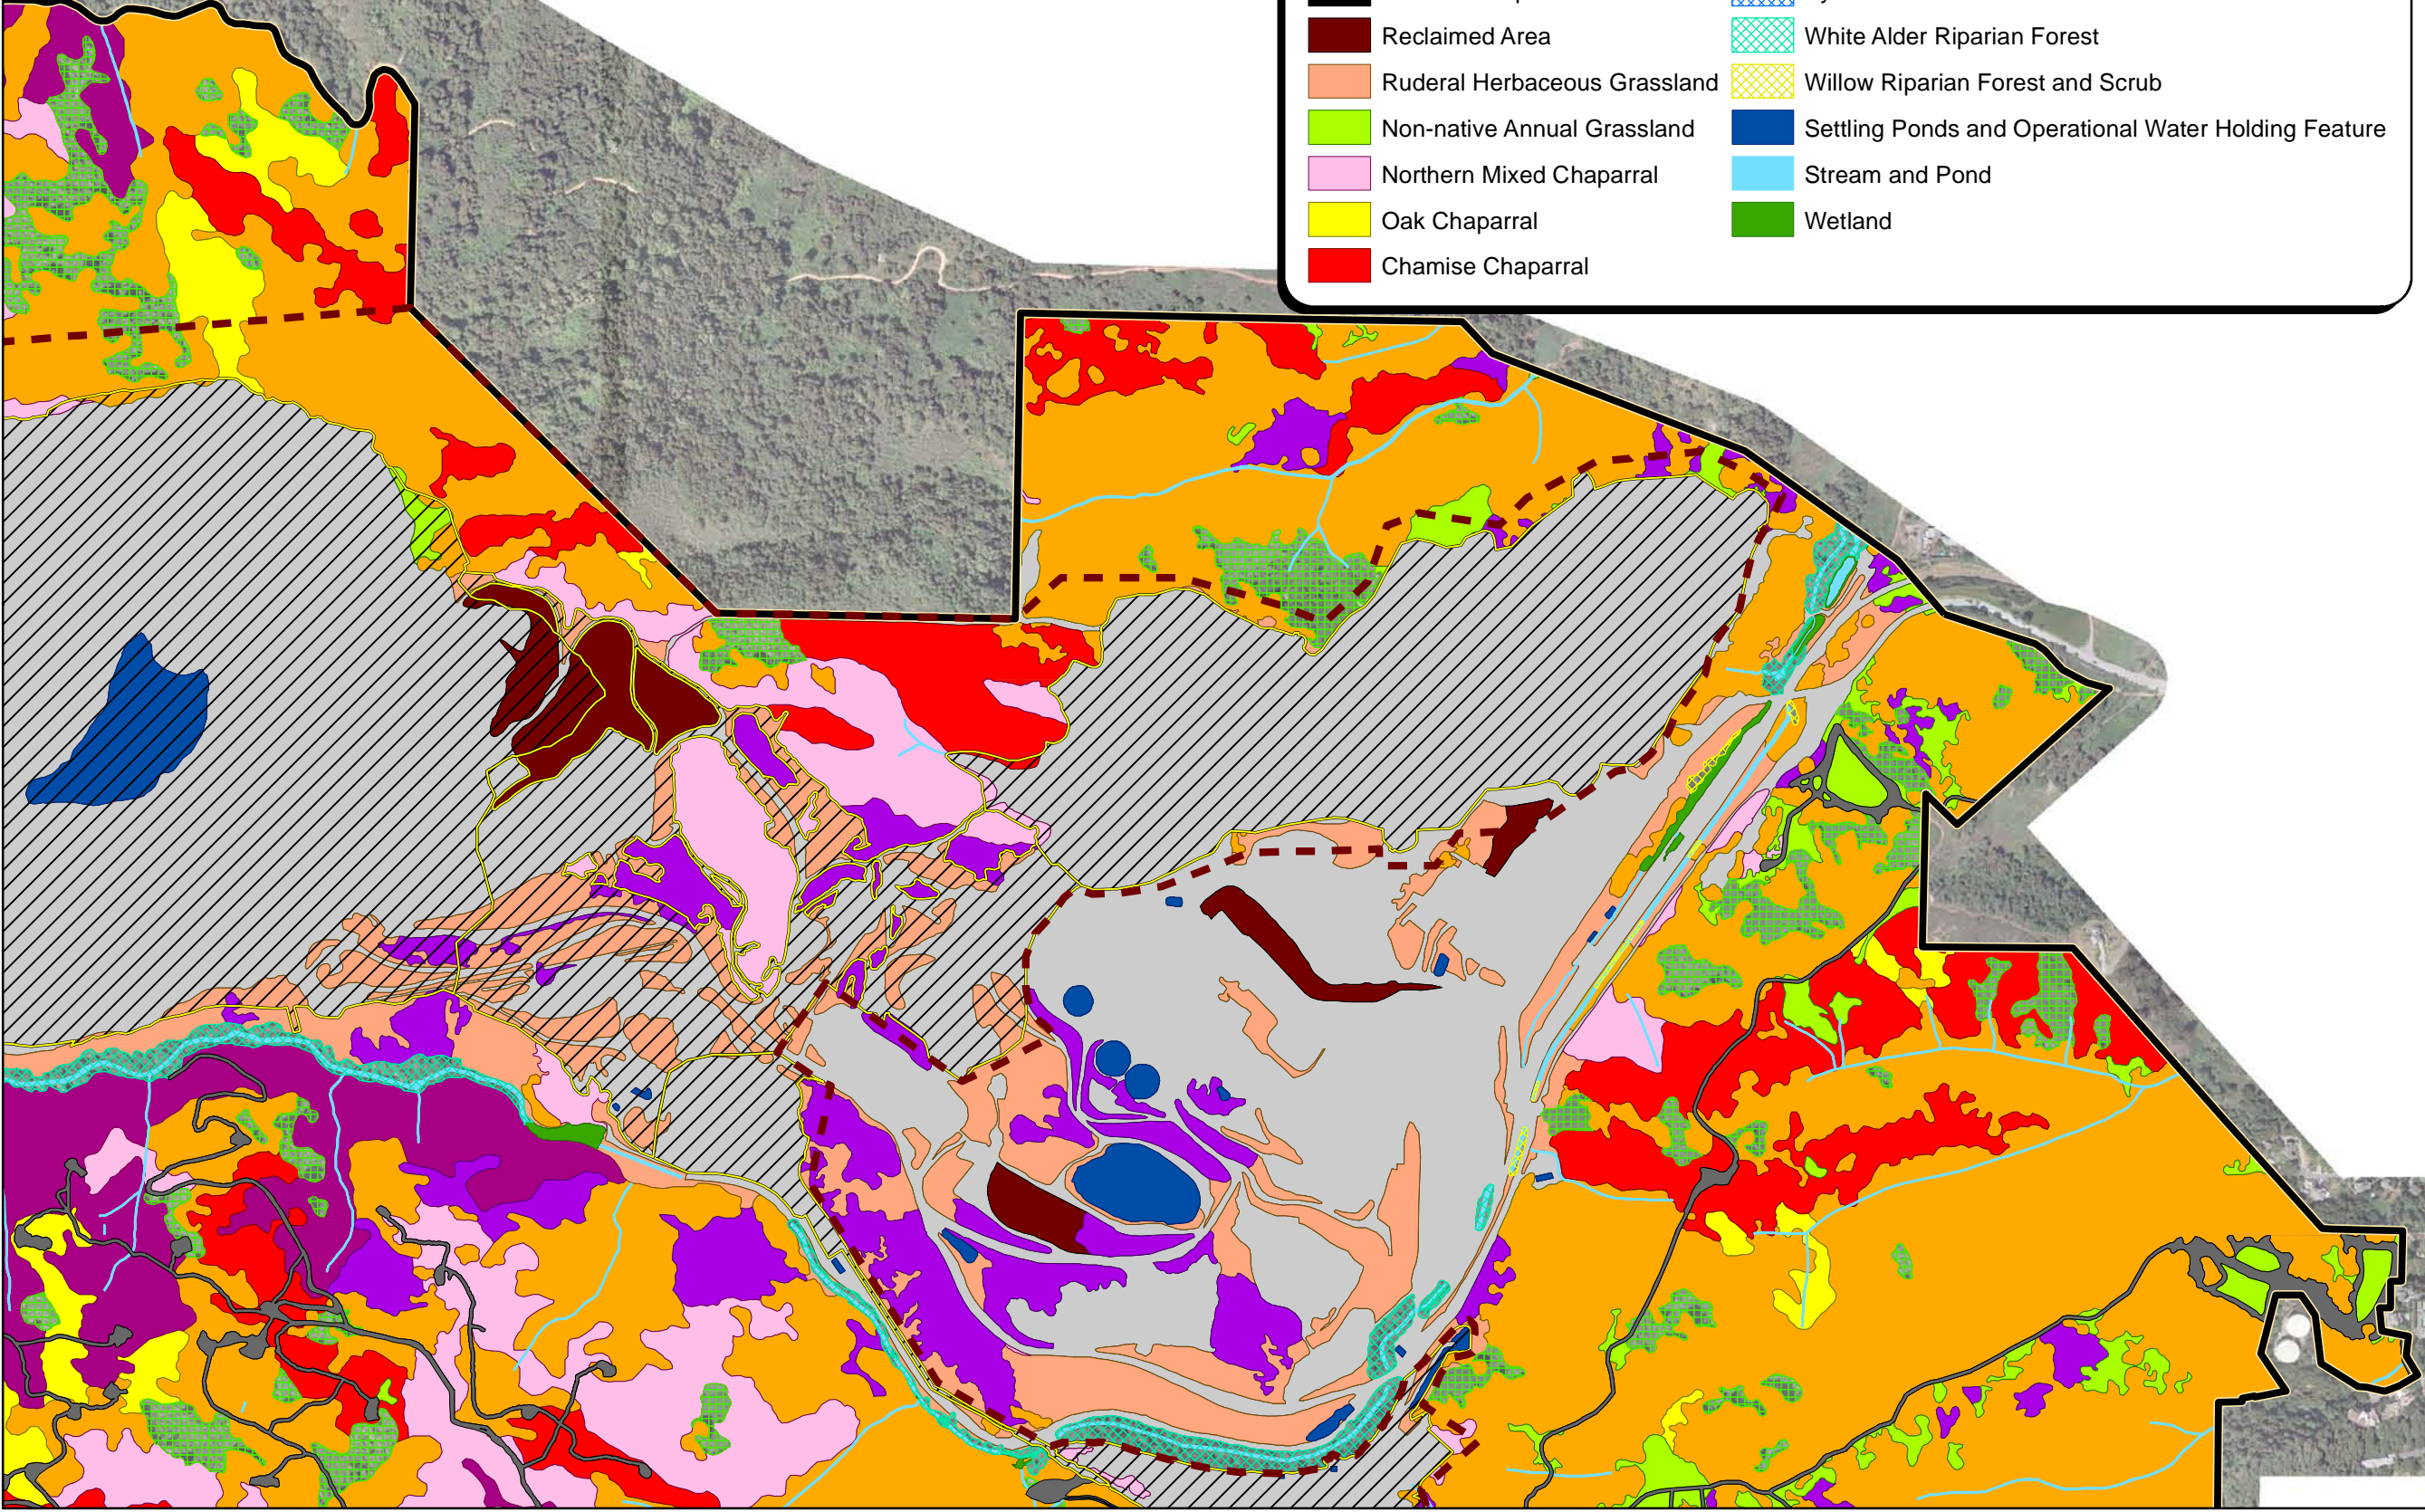 Reclaimed Area
White Alder Riparian Forest
Ruderal Herbaceous Grassland
Willow Riparian Forest and Scrub
Non-native Annual Grassland
Settling Ponds and Operational Water Holding Feature
Northern Mixed Chaparral
Stream and Pond
Oak Chaparral
Wetland
Chamise Chaparral